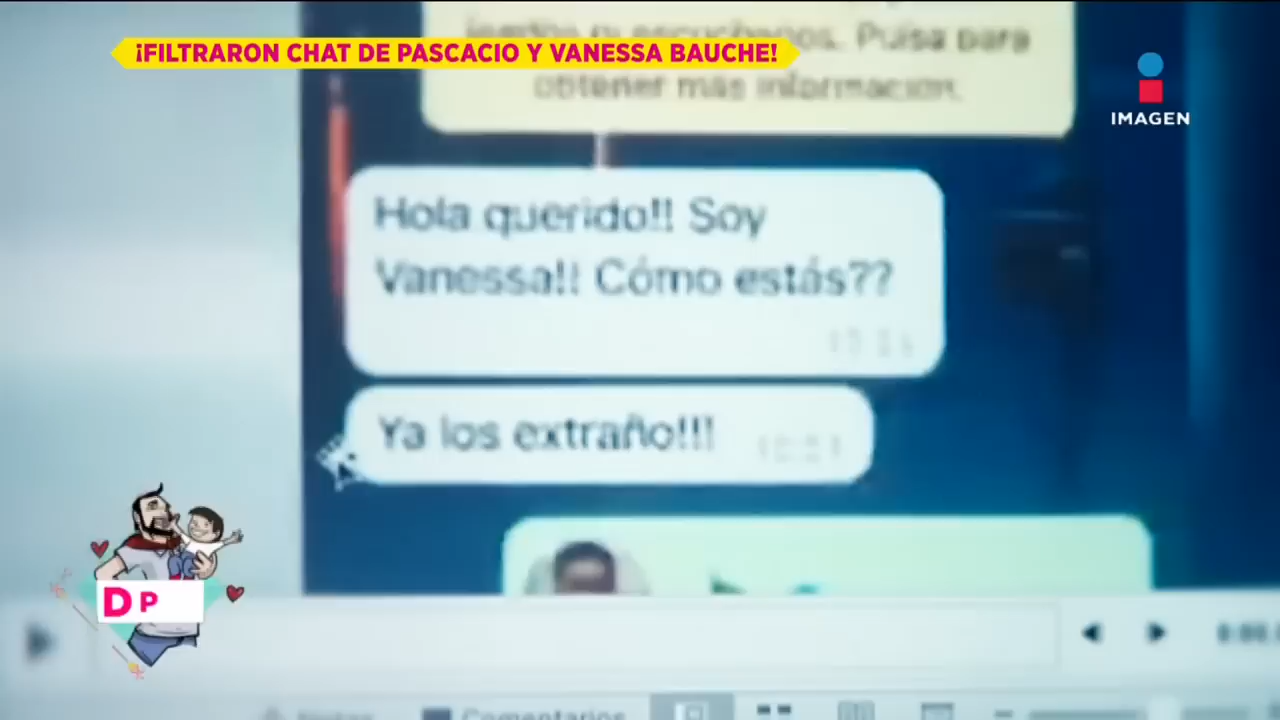 ¡FILTRARON CHAT DE PASCACIO Y VANESSA BAUCHE!
IMAGEN
Pulsa para
obtener más información.
Hola querido!! Soy
Vanessa!! Cómo estás??
Ya los extraño!!!
DP
Comentarios